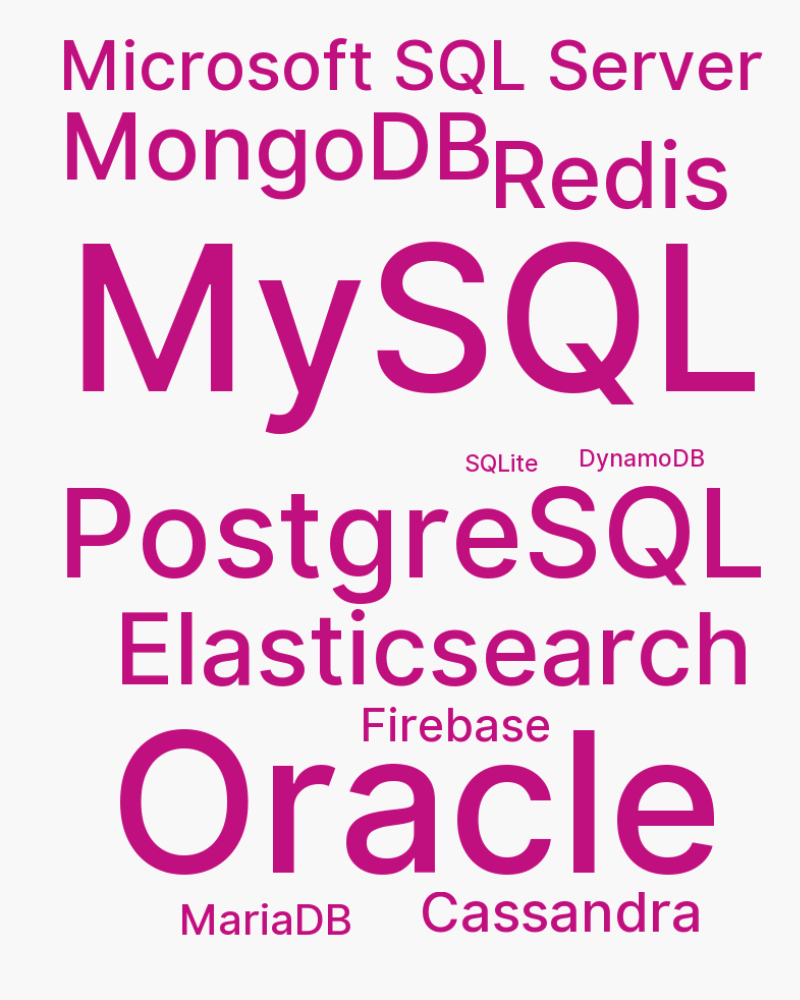 Microsoft SQL Server
MongoDB
Redis
MySQL
SQLite
DynamoDB
PostgreSQL
Elasticsearch
Firebase
Oracle
MariaDB
Cassandra